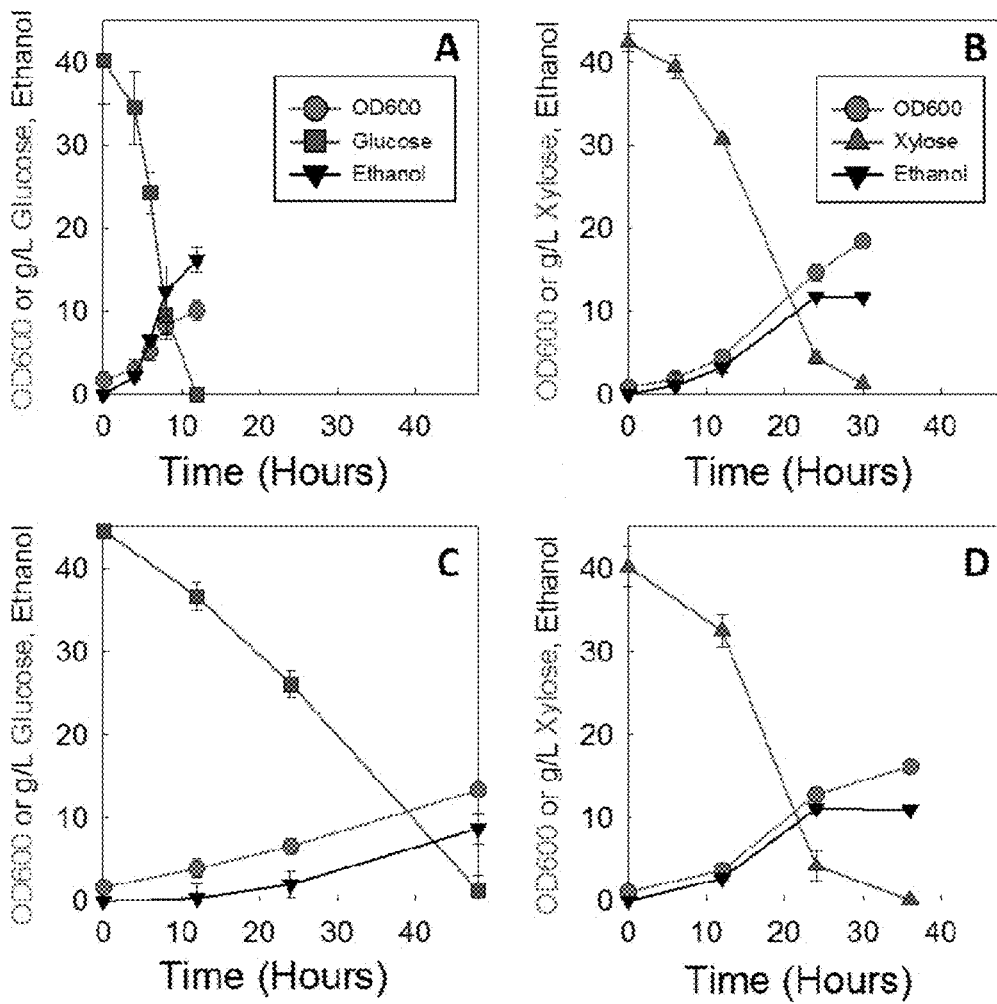 A
OD600 or g/L Glucose, Ethanol
40
30
20
10
0
OD600
Glucose
Ethanol
0 10 20 30 40
Time (Hours)
B
OD600 or g/L Xylose, Ethanol
40
30
20
10
0
OD600
Xylose
Ethanol
0 10 20 30 40
Time (Hours)
C
OD600 or g/L Glucose, Ethanol
40
30
20
10
0
0 10 20 30 40
Time (Hours)
D
OD600 or g/L Xylose, Ethanol
40
30
20
10
0
0 10 20 30 40
Time (Hours)